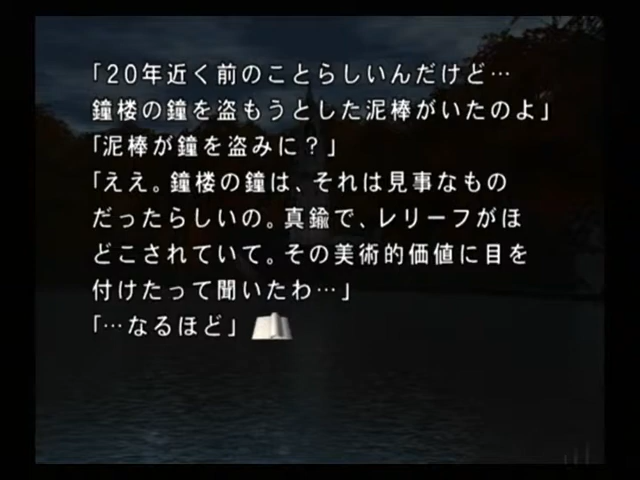 「20年近く前のことらしいんだけど…
鐘楼の鐘を盗もうとした泥棒がいたのよ」
「泥棒が鐘を盗みに？」
「ええ。鐘楼の鐘は、それは見事なもの
だったらしいの。真鍮で、レリーフがほ
どこされていて。その美術的価値に目を
付けたって聞いたわ…」
「…なるほど」